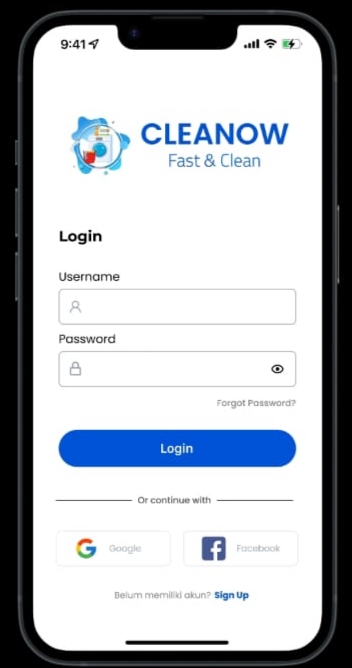 9:41
CLEANOW
Fast & Clean
Login
Username
Password
Forgot Password?
Login
Or continue with
Google
Facebook
Belum memiliki akun? Sign Up